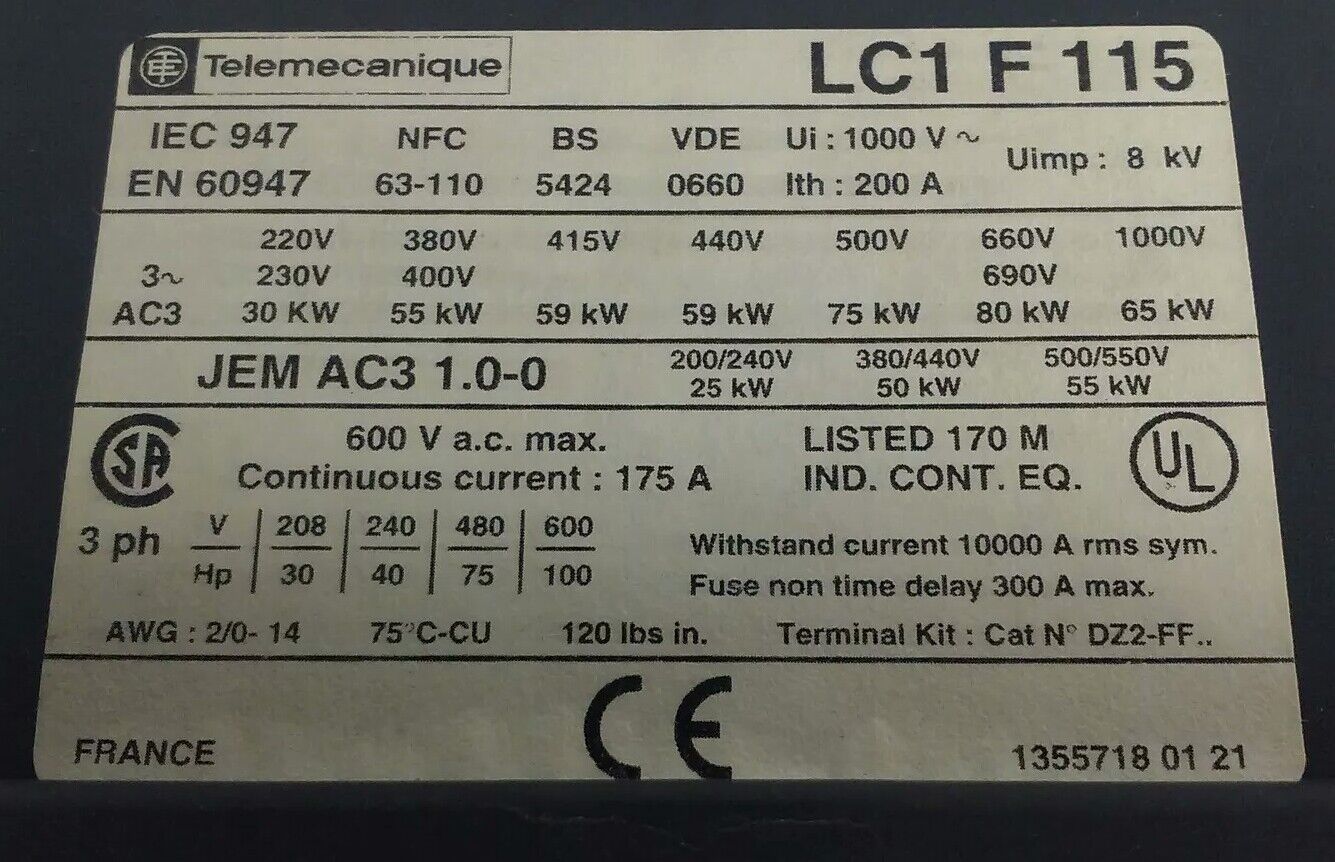 TE Telemecanique LC1 F 115
IEC 947 NFC BS VDE Ui : 1000 V ~ Uimp : 8 kV
EN 60947 63-110 5424 0660 Ith : 200 A
220V 380V 415V 440V 500V 660V 1000V
3~ 230V 400V 690V
AC3 30 KW 55 kW 59 kW 59 kW 75 kW 80 kW 65 kW
JEM AC3 1.0-0 200/240V 380/440V 500/550V
25 kW 50 kW 55 kW
SA 600 V a.c. max. LISTED 170 M UL
Continuous current : 175 A IND. CONT. EQ.
3 ph V 208 240 480 600
Hp 30 40 75 100
Withstand current 10000 A rms sym.
Fuse non time delay 300 A max.
AWG : 2/0- 14 75°C-CU 120 lbs in. Terminal Kit : Cat N° DZ2-FF..
CE
FRANCE 1355718 01 21